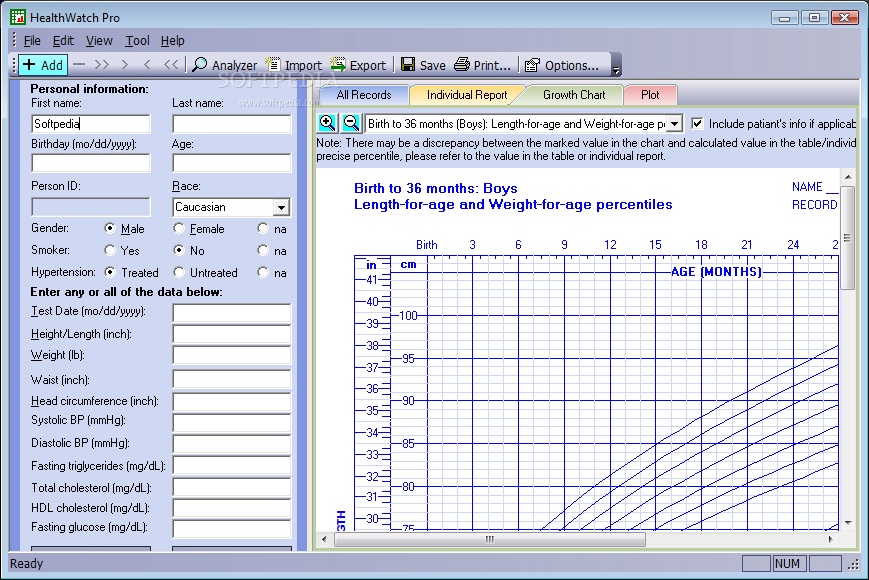 HealthWatch Pro
File Edit View Tool Help
Add Analyzer Import Export Save Print... Options...
SOFTPEDIA
www.softpedia.com
Personal information:
First name: Last name:
Softpedia
Birthday (mo/dd/yyyy): Age:
Person ID: Race:
Caucasian
Gender: Male Female na
Smoker: Yes No na
Hypertension: Treated Untreated na
Enter any or all of the data below:
Test Date (mo/dd/yyyy):
Height/Length (inch):
Weight (lb):
Waist (inch):
Head circumference (inch):
Systolic BP (mmHg):
Diastolic BP (mmHg):
Fasting triglycerides (mg/dL):
Total cholesterol (mg/dL):
HDL cholesterol (mg/dL):
Fasting glucose (mg/dL):
All Records Individual Report Growth Chart Plot
Birth to 36 months (Boys): Length-for-age and Weight-for-age p Include patiant's info if applicab
Note: There may be a discrepancy between the marked value in the chart and calculated value in the table/individ
precise percentile, please refer to the value in the table or individual report.
Birth to 36 months: Boys NAME
Length-for-age and Weight-for-age percentiles RECORD
Birth 3 6 9 12 15 18 21 24 2
in cm AGE (MONTHS)
41
40
100
39
38
95
37
36
90
35
34
85
33
32
80
31
30
75
GTH
Ready NUM